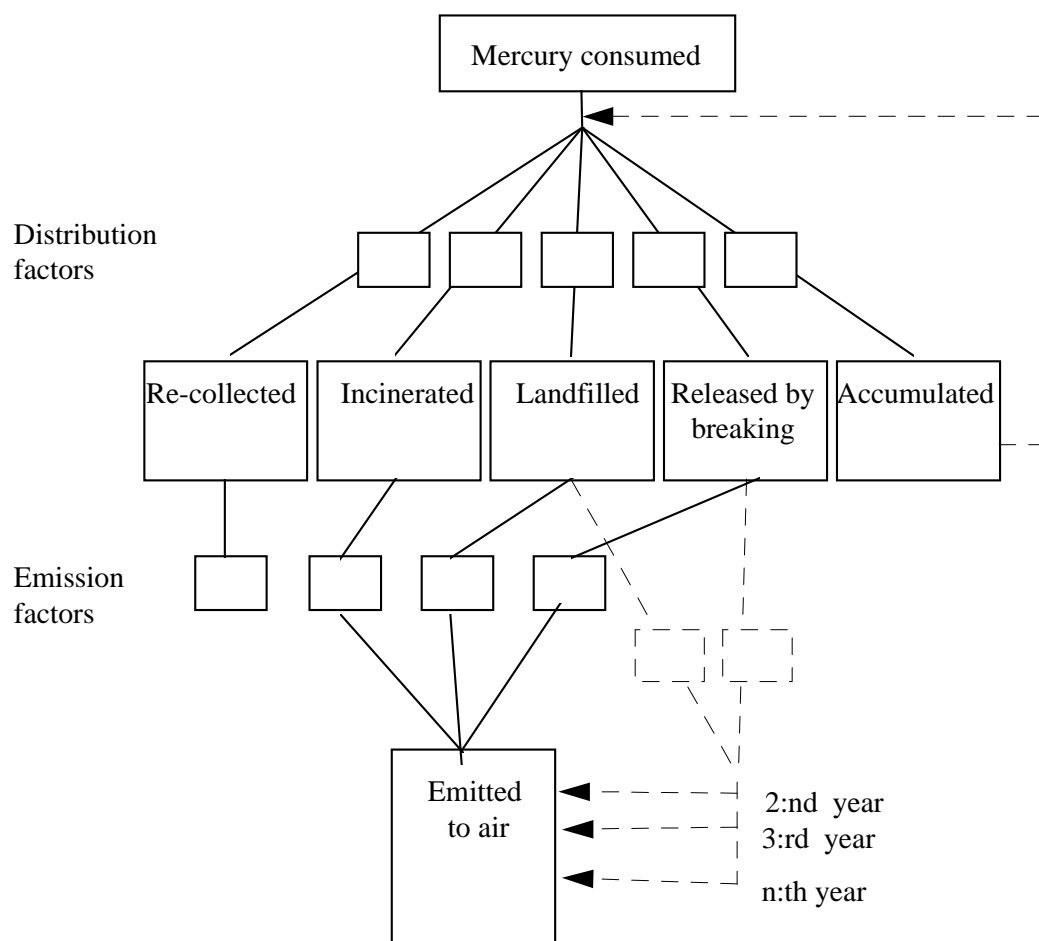 Mercury consumed
Distribution
factors
Re-collected
Incinerated
Landfilled
Released by
breaking
Accumulated
Emission
factors
Emitted
to air
2:nd year
3:rd year
n:th year